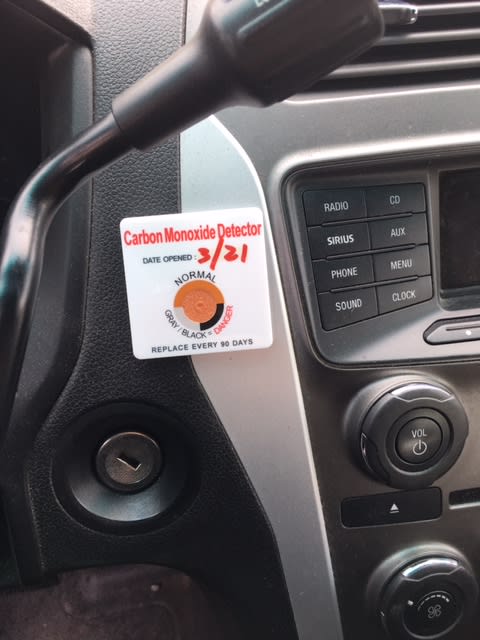 Carbon Monoxide Detector
DATE OPENED: 3/21
NORMAL
GRAY / BLACK = DANGER
REPLACE EVERY 90 DAYS
RADIO
CD
SIRIUS
AUX
PHONE
MENU
SOUND
CLOCK
VOL